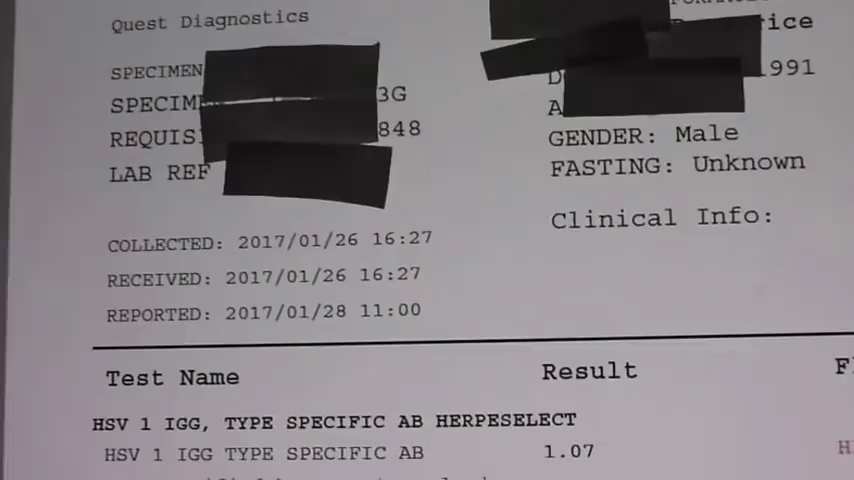 Quest Diagnostics
SPECIMEN
SPECIM 3G
REQUIS 848
LAB REF
COLLECTED: 2017/01/26 16:27
RECEIVED: 2017/01/26 16:27
REPORTED: 2017/01/28 11:00
ice
D 1991
A
GENDER: Male
FASTING: Unknown
Clinical Info:
Test Name Result F
HSV 1 IGG, TYPE SPECIFIC AB HERPESELECT
HSV 1 IGG TYPE SPECIFIC AB 1.07 H